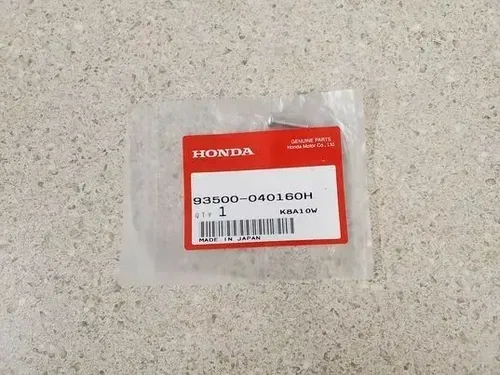 GENUINE PARTS
Honda Motor Co., Ltd.
HONDA
93500-040160H
QTY 1 K8A10W
MADE IN JAPAN